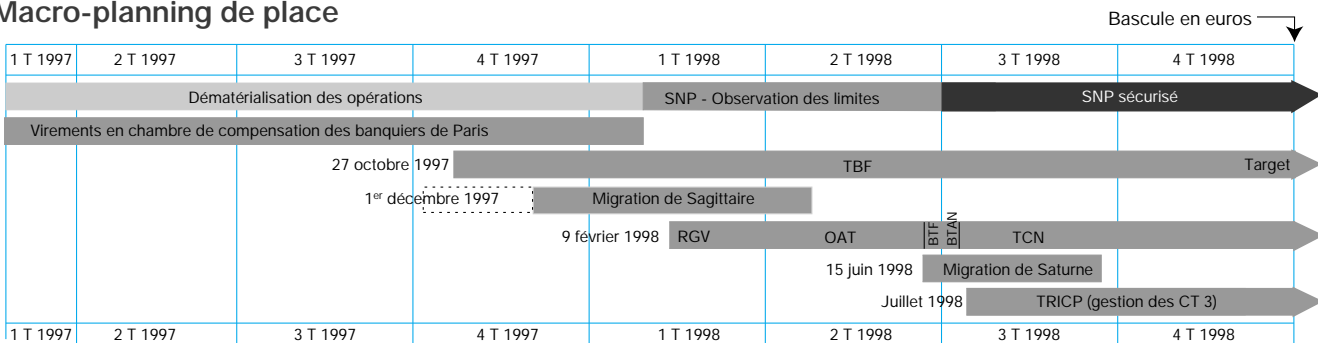 Macro-planning de place
Bascule en euros
1 T 1997 2 T 1997 3 T 1997 4 T 1997 1 T 1998 2 T 1998 3 T 1998 4 T 1998
Dématérialisation des opérations SNP - Observation des limites SNP sécurisé
Virements en chambre de compensation des banquiers de Paris
27 octobre 1997 TBF Target
1er décembre 1997 Migration de Sagittaire
9 février 1998 RGV OAT BTF BTAN TCN
15 juin 1998 Migration de Saturne
Juillet 1998 TRICP (gestion des CT 3)
1 T 1997 2 T 1997 3 T 1997 4 T 1997 1 T 1998 2 T 1998 3 T 1998 4 T 1998